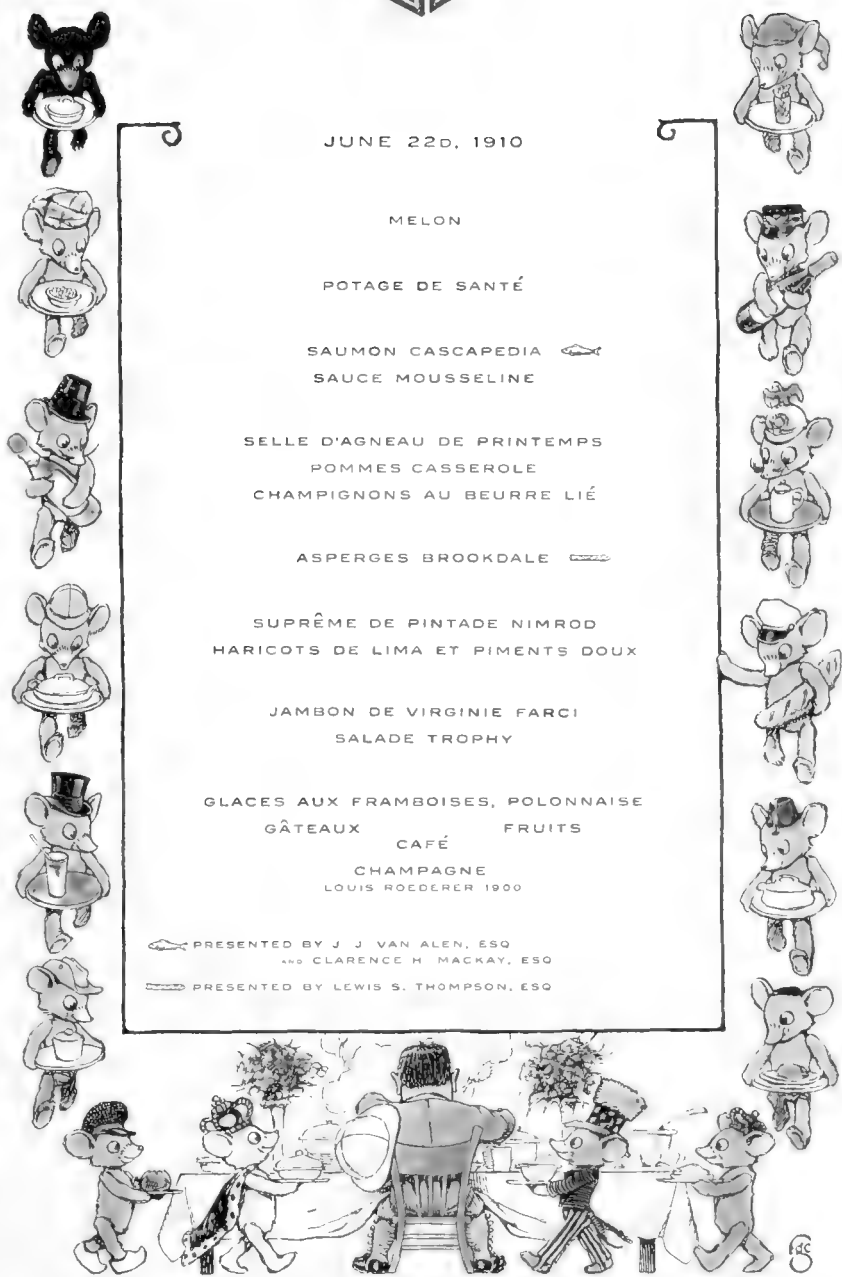 JUNE 22D, 1910
MELON
POTAGE DE SANTÉ
SAUMON CASCAPEDIA
SAUCE MOUSSELINE
SELLE D'AGNEAU DE PRINTEMPS
POMMES CASSEROLE
CHAMPIGNONS AU BEURRE LIÉ
ASPERGES BROOKDALE
SUPRÊME DE PINTADE NIMROD
HARICOTS DE LIMA ET PIMENTS DOUX
JAMBON DE VIRGINIE FARCI
SALADE TROPHY
GLACES AUX FRAMBOISES, POLONNAISE
GÂTEAUX FRUITS
CAFÉ
CHAMPAGNE
LOUIS ROEDERER 1900
PRESENTED BY J J VAN ALEN, ESQ
AND CLARENCE H MACKAY, ESQ
PRESENTED BY LEWIS S. THOMPSON, ESQ